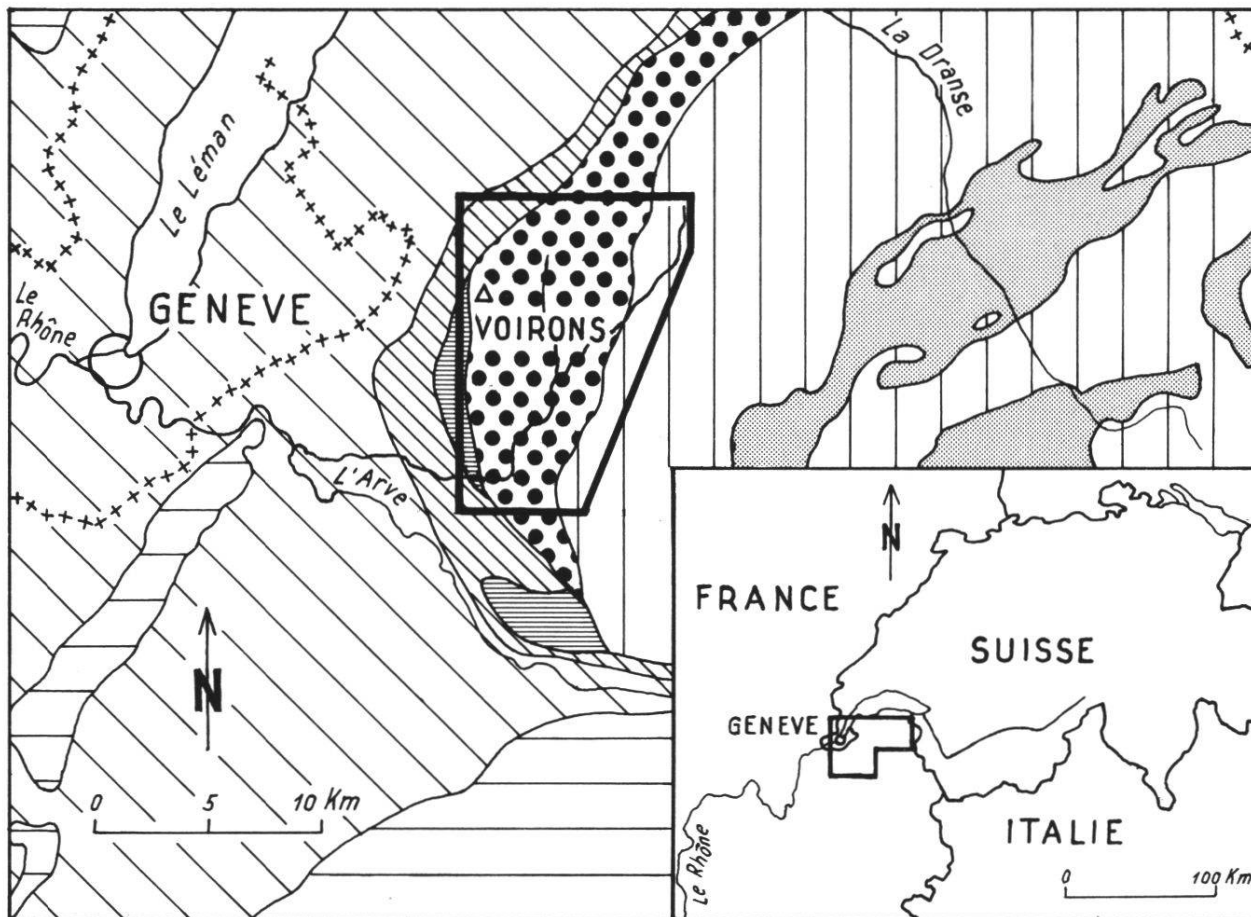 La Dranse
Le Léman
GENEVE
Le
Rhône
VOIRONS
L'Arve
N
0 5 10 Km
N
FRANCE
SUISSE
GENEVE
ITALIE
Le Rhône
0 100 Km